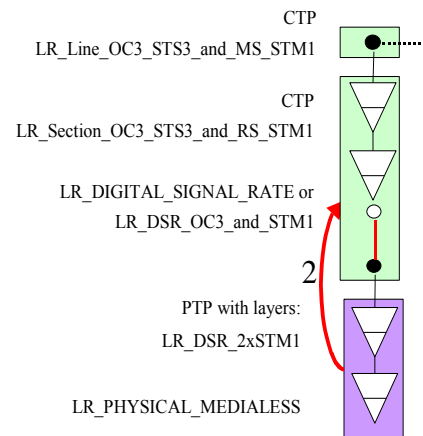 CTP
LR_Line_OC3_STS3_and_MS_STM1
CTP
LR_Section_OC3_STS3_and_RS_STM1
LR_DIGITAL_SIGNAL_RATE or
LR_DSR_OC3_and_STM1
2
PTP with layers:
LR_DSR_2xSTM1
LR_PHYSICAL_MEDIALESS